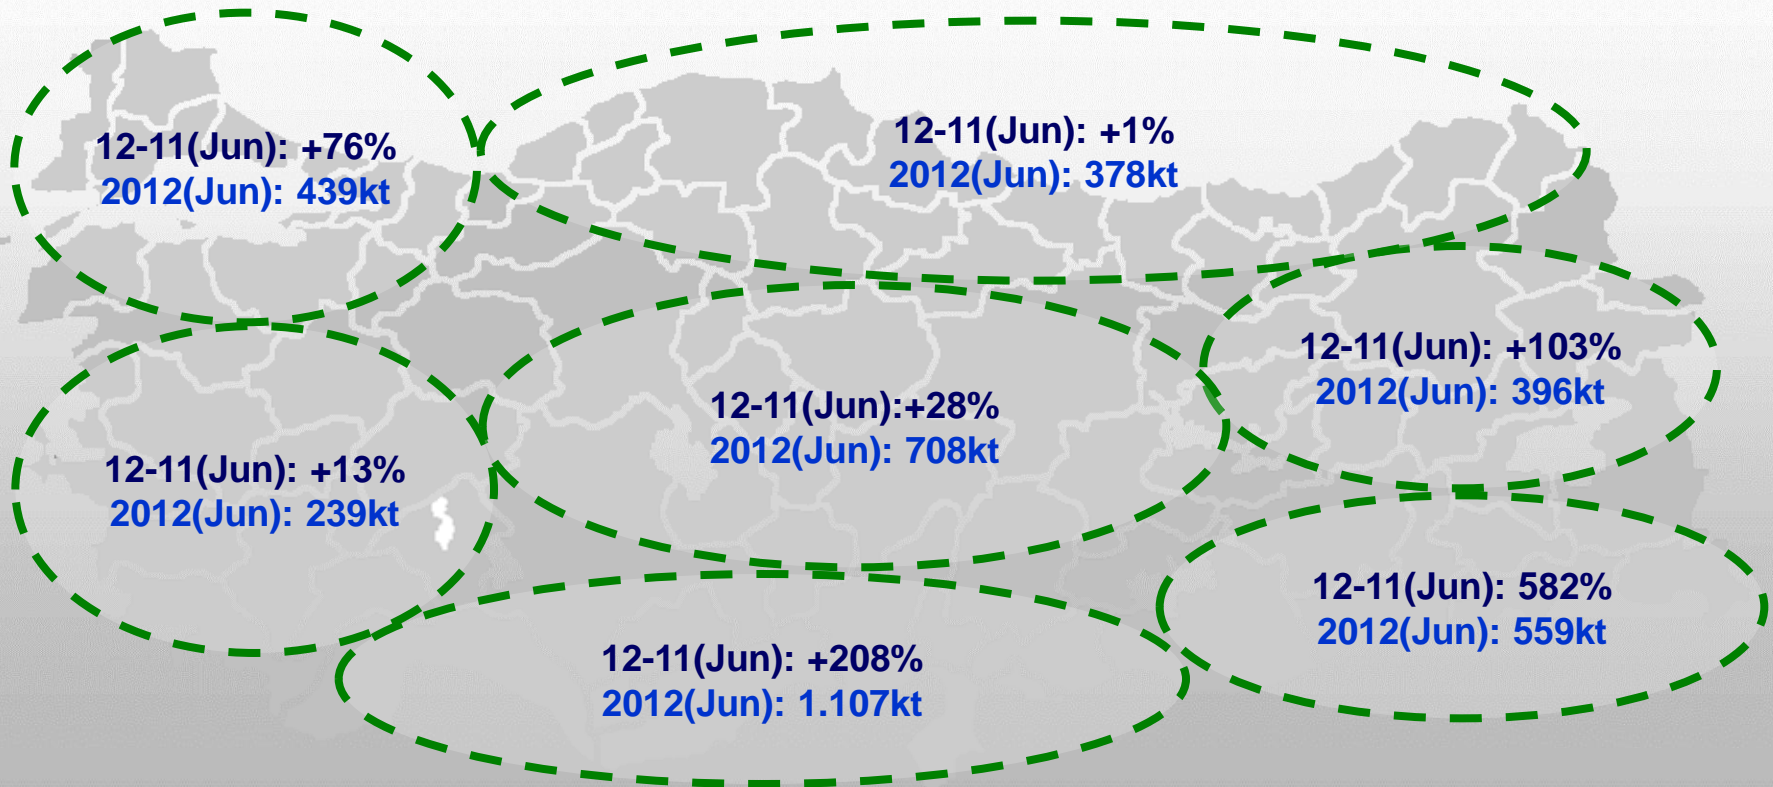 12-11(Jun): +76%
2012(Jun): 439kt
12-11(Jun): +1%
2012(Jun): 378kt
12-11(Jun): +103%
2012(Jun): 396kt
12-11(Jun):+28%
2012(Jun): 708kt
12-11(Jun): +13%
2012(Jun): 239kt
12-11(Jun): 582%
2012(Jun): 559kt
12-11(Jun): +208%
2012(Jun): 1.107kt